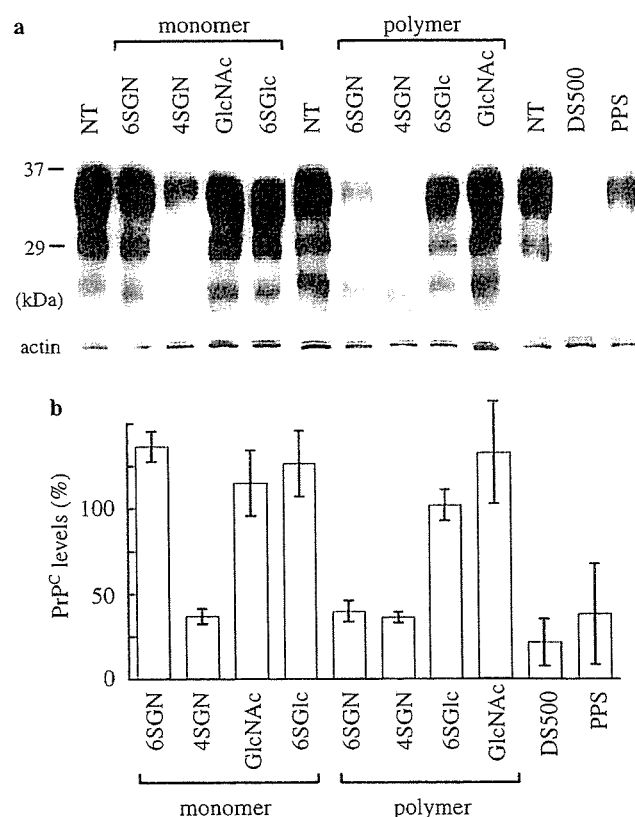 a
monomer
polymer
NT
6SGN
4SGN
GlcNAc
6SGlc
NT
6SGN
4SGN
6SGlc
GlcNAc
NT
DS500
PPS
37
29
(kDa)
actin
b
PrPᶜ levels (%)
100
50
0
6SGN
4SGN
GlcNAc
6SGlc
6SGN
4SGN
6SGlc
GlcNAc
DS500
PPS
monomer
polymer